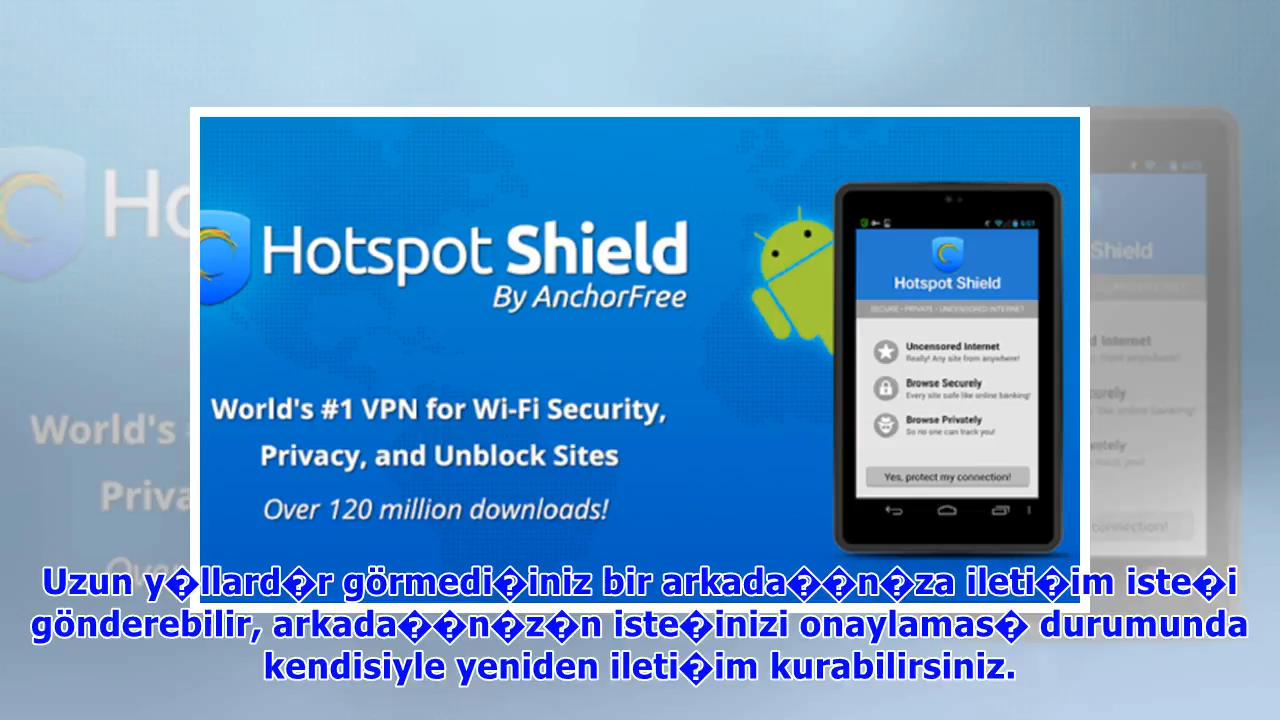 Hotspot Shield
By AnchorFree
World's #1 VPN for Wi-Fi Security,
Privacy, and Unblock Sites
Over 120 million downloads!
Hotspot Shield
SECURE • PRIVATE • UNCENSORED INTERNET
Uncensored Internet
Really! Any site from anywhere!
Browse Securely
Every site safe like online banking!
Browse Privately
So no one can track you!
Yes, protect my connection!
Uzun y�llard�r görmedi�iniz bir arkada��n�za ileti�im iste�i
gönderebilir, arkada��n�z�n iste�inizi onaylamas� durumunda
kendisiyle yeniden ileti�im kurabilirsiniz.